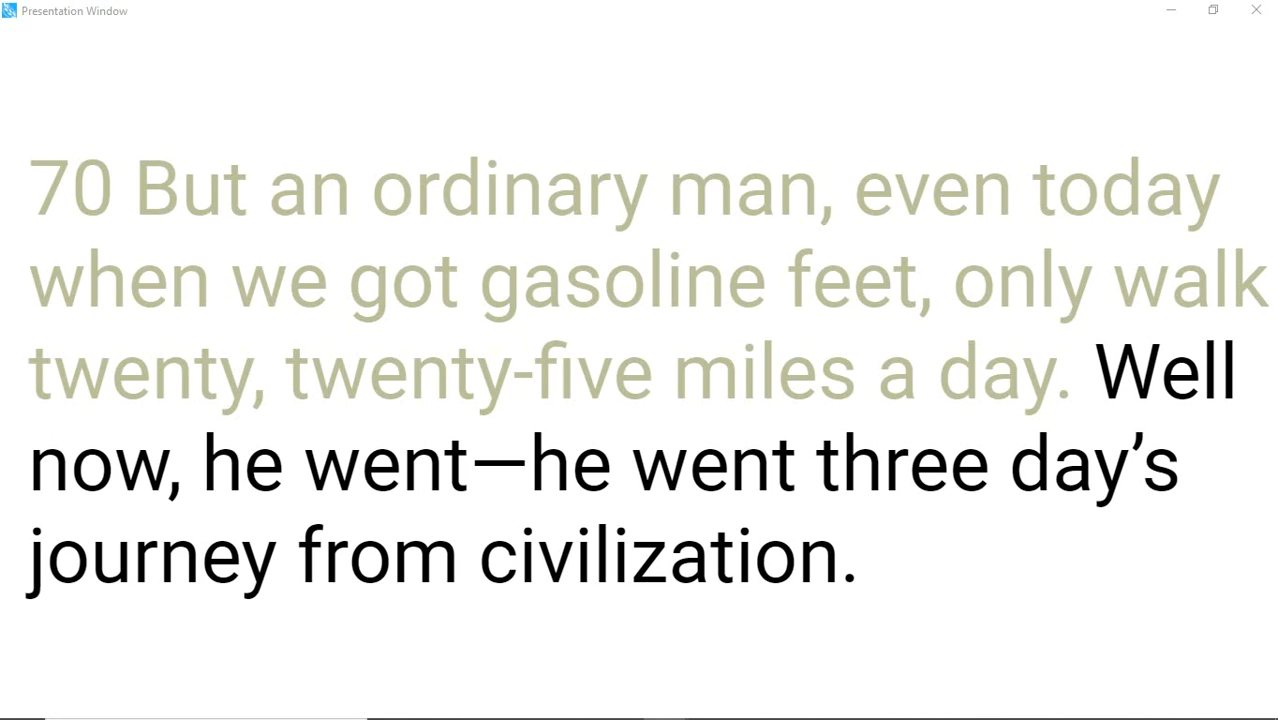 Presentation Window
70 But an ordinary man, even today
when we got gasoline feet, only walk
twenty, twenty-five miles a day. Well
now, he went—he went three day’s
journey from civilization.